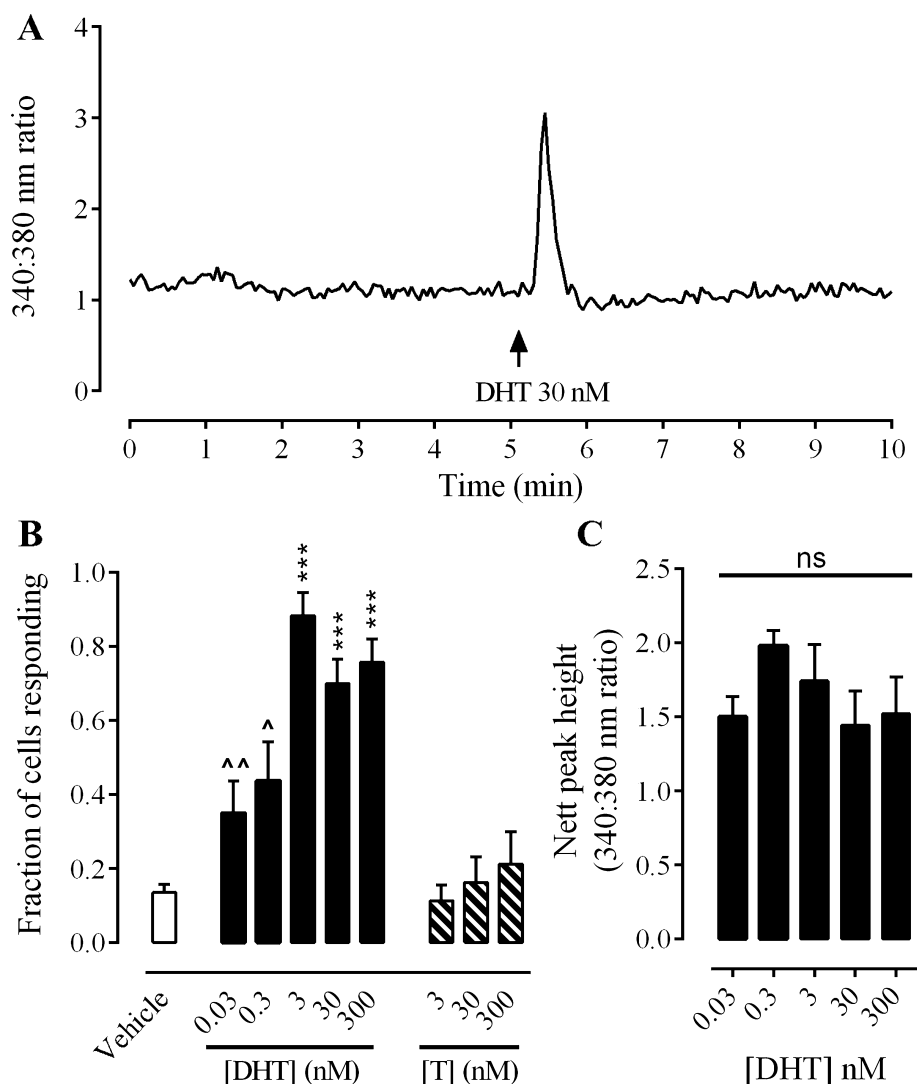 A
340:380 nm ratio
4
3
2
1
0
DHT 30 nM
0 1 2 3 4 5 6 7 8 9 10
Time (min)
B
Fraction of cells responding
1.0
0.8
0.6
0.4
0.2
0.0
^^
^
***
***
***
Vehicle
0.03
0.3
3
30
300
3
30
300
[DHT] (nM)
[T] (nM)
C
Nett peak height
(340:380 nm ratio)
2.5
2.0
1.5
1.0
0.5
0.0
ns
0.03
0.3
3
30
300
[DHT] nM